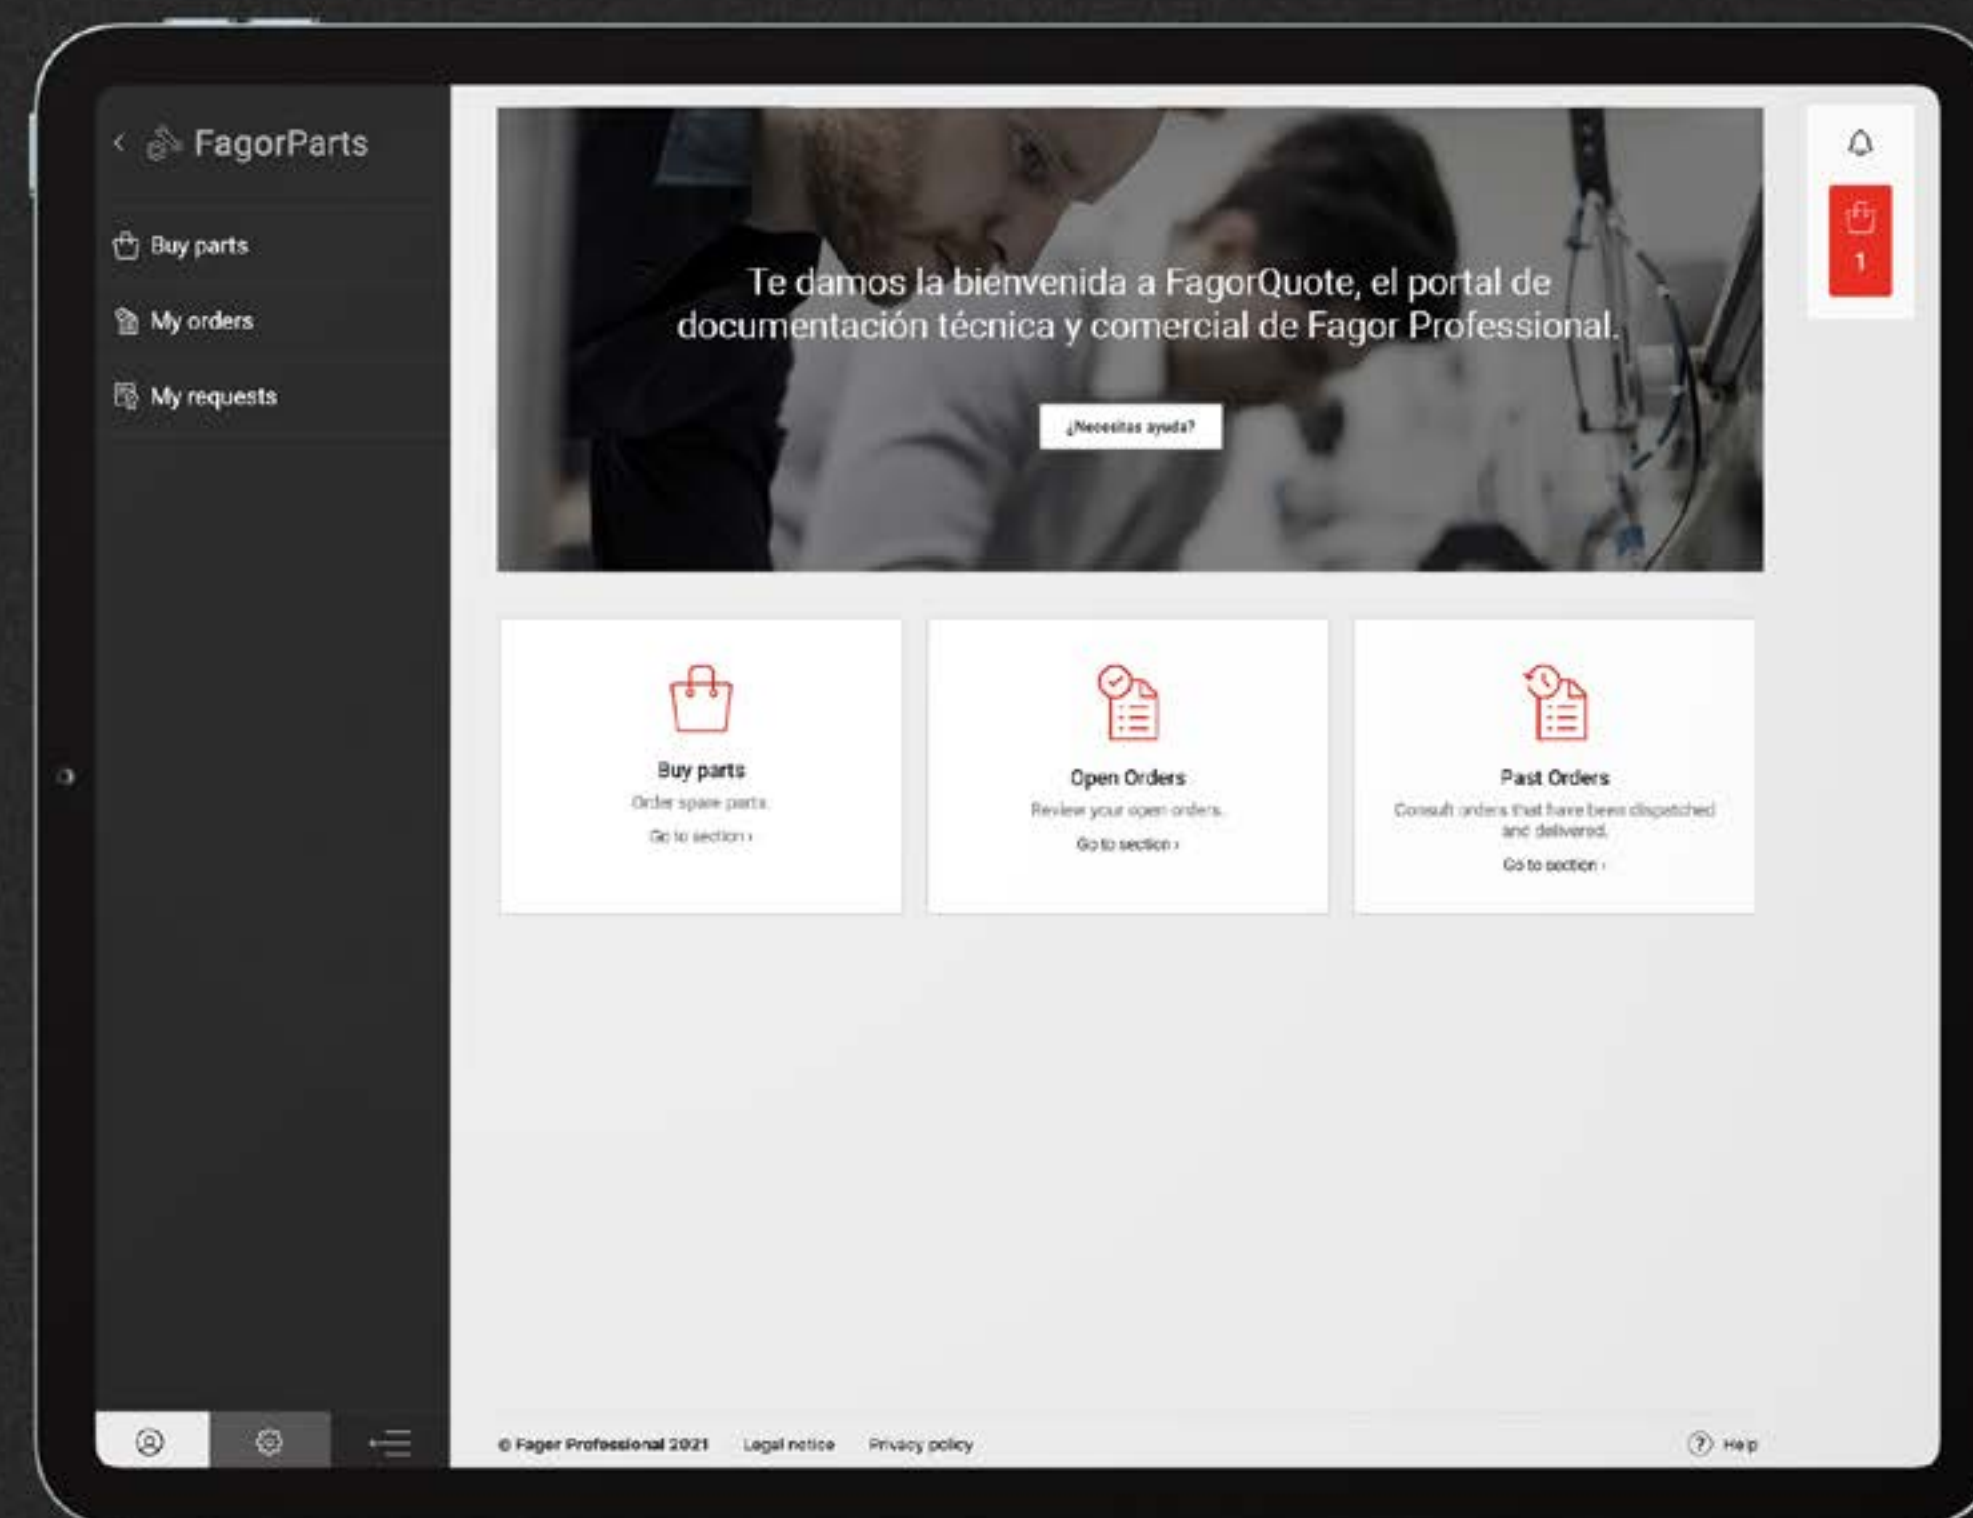 FagorParts
Buy parts
My orders
My requests
Te damos la bienvenida a FagorQuote, el portal de
documentación técnica y comercial de Fagor Professional.
¿Necesitas ayuda?
1
Buy parts
Order spare parts.
Go to section ›
Open Orders
Review your open orders.
Go to section ›
Past Orders
Consult orders that have been dispatched
and delivered.
Go to section ›
© Fagor Professional 2021 Legal notice Privacy policy
? Help